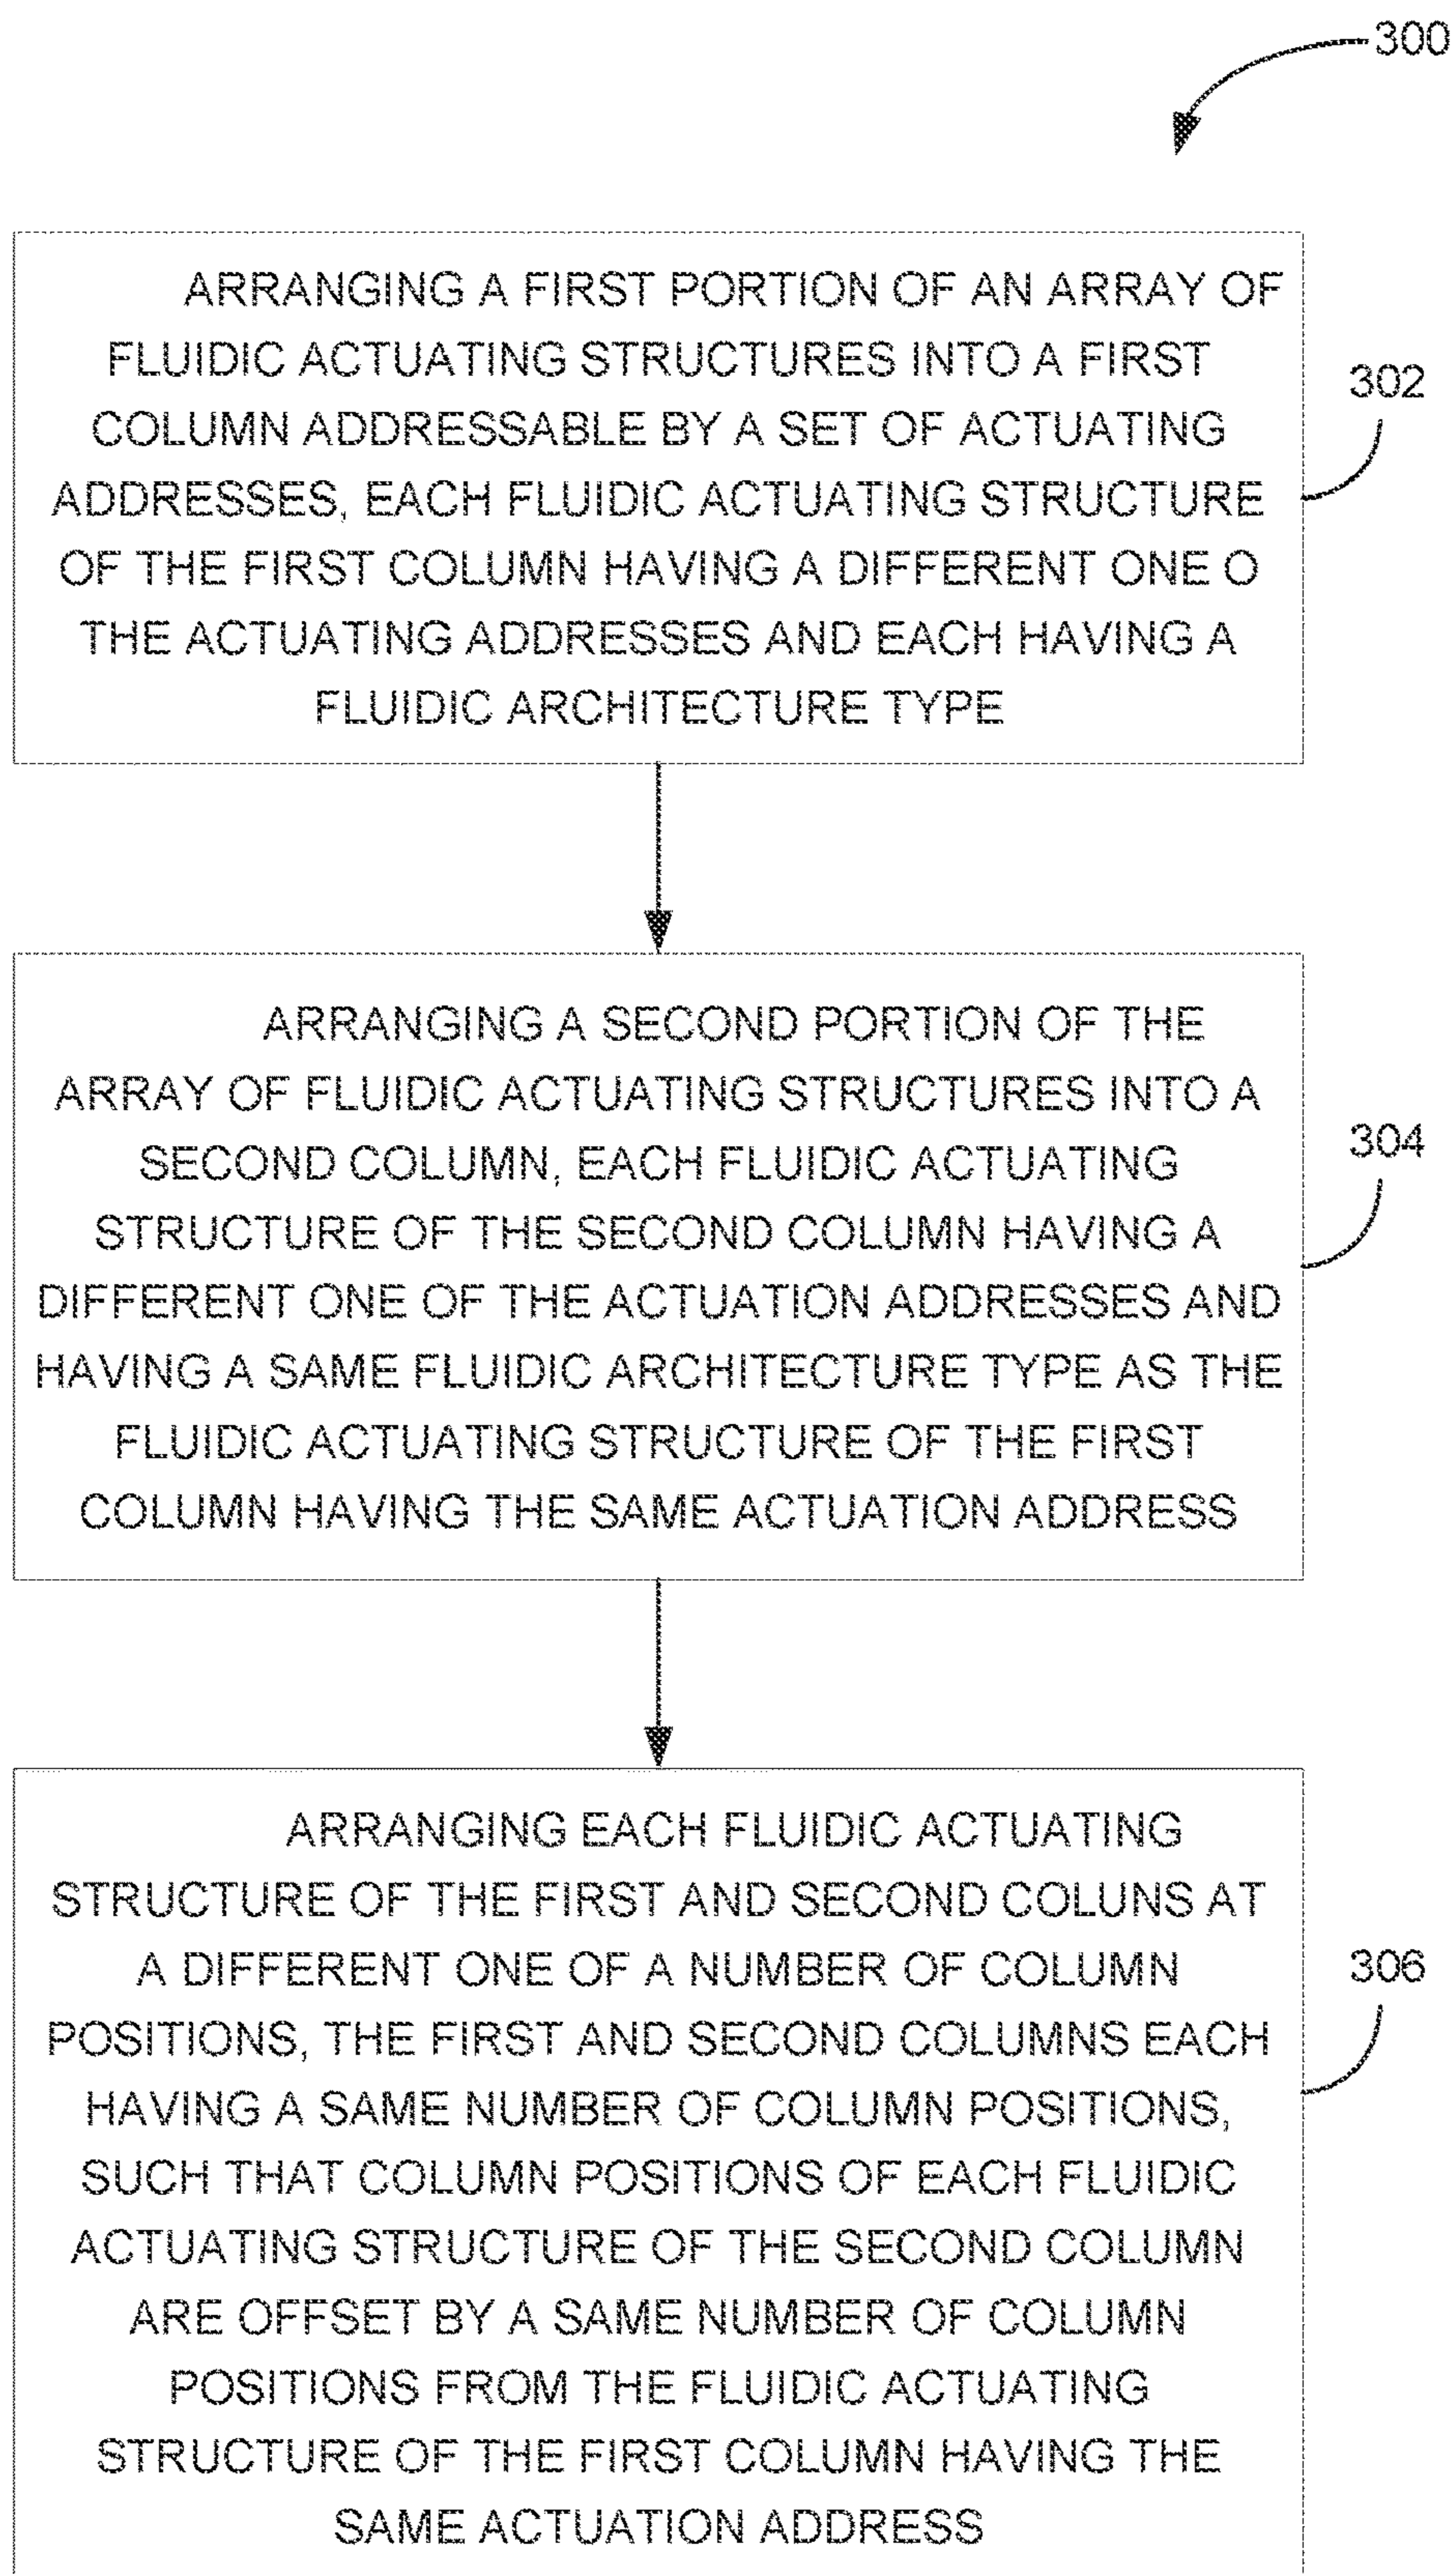 300
ARRANGING A FIRST PORTION OF AN ARRAY OF
FLUIDIC ACTUATING STRUCTURES INTO A FIRST
COLUMN ADDRESSABLE BY A SET OF ACTUATING
ADDRESSES, EACH FLUIDIC ACTUATING STRUCTURE
OF THE FIRST COLUMN HAVING A DIFFERENT ONE O
THE ACTUATING ADDRESSES AND EACH HAVING A
FLUIDIC ARCHITECTURE TYPE
302
ARRANGING A SECOND PORTION OF THE
ARRAY OF FLUIDIC ACTUATING STRUCTURES INTO A
SECOND COLUMN, EACH FLUIDIC ACTUATING
STRUCTURE OF THE SECOND COLUMN HAVING A
DIFFERENT ONE OF THE ACTUATION ADDRESSES AND
HAVING A SAME FLUIDIC ARCHITECTURE TYPE AS THE
FLUIDIC ACTUATING STRUCTURE OF THE FIRST
COLUMN HAVING THE SAME ACTUATION ADDRESS
304
ARRANGING EACH FLUIDIC ACTUATING
STRUCTURE OF THE FIRST AND SECOND COLUNS AT
A DIFFERENT ONE OF A NUMBER OF COLUMN
POSITIONS, THE FIRST AND SECOND COLUMNS EACH
HAVING A SAME NUMBER OF COLUMN POSITIONS,
SUCH THAT COLUMN POSITIONS OF EACH FLUIDIC
ACTUATING STRUCTURE OF THE SECOND COLUMN
ARE OFFSET BY A SAME NUMBER OF COLUMN
POSITIONS FROM THE FLUIDIC ACTUATING
STRUCTURE OF THE FIRST COLUMN HAVING THE
SAME ACTUATION ADDRESS
306